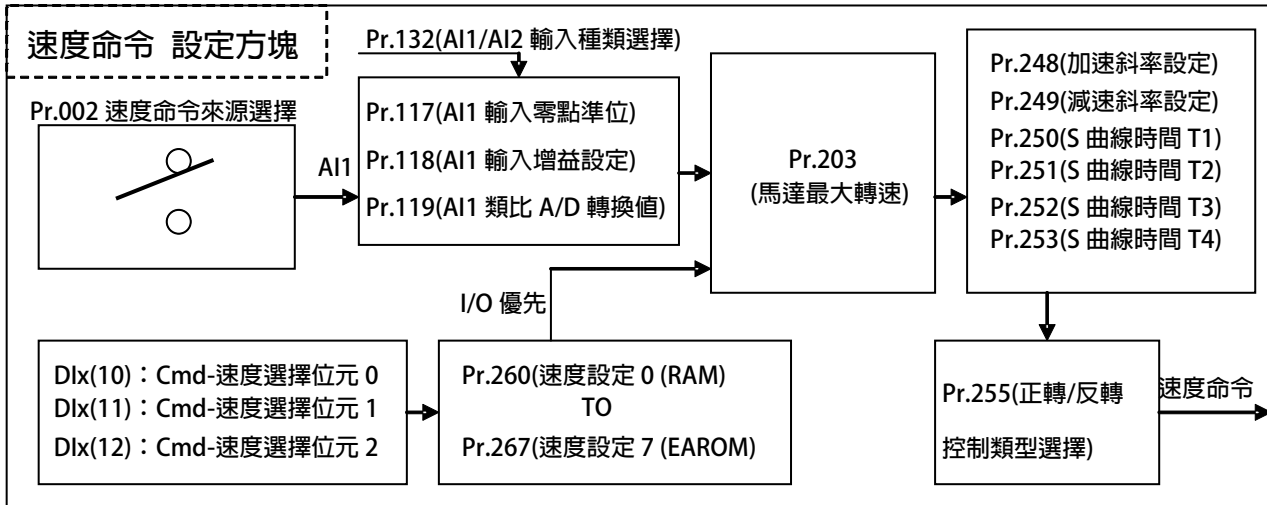 速度命令 設定方塊
Pr.132(AI1/AI2 輸入種類選擇)
Pr.002 速度命令來源選擇
AI1
Pr.117(AI1 輸入零點準位)
Pr.118(AI1 輸入增益設定)
Pr.119(AI1 類比 A/D 轉換值)
Pr.203
(馬達最大轉速)
Pr.248(加速斜率設定)
Pr.249(減速斜率設定)
Pr.250(S 曲線時間 T1)
Pr.251(S 曲線時間 T2)
Pr.252(S 曲線時間 T3)
Pr.253(S 曲線時間 T4)
I/O 優先
DIx(10)：Cmd-速度選擇位元 0
DIx(11)：Cmd-速度選擇位元 1
DIx(12)：Cmd-速度選擇位元 2
Pr.260(速度設定 0 (RAM)
TO
Pr.267(速度設定 7 (EAROM)
Pr.255(正轉/反轉
控制類型選擇)
速度命令